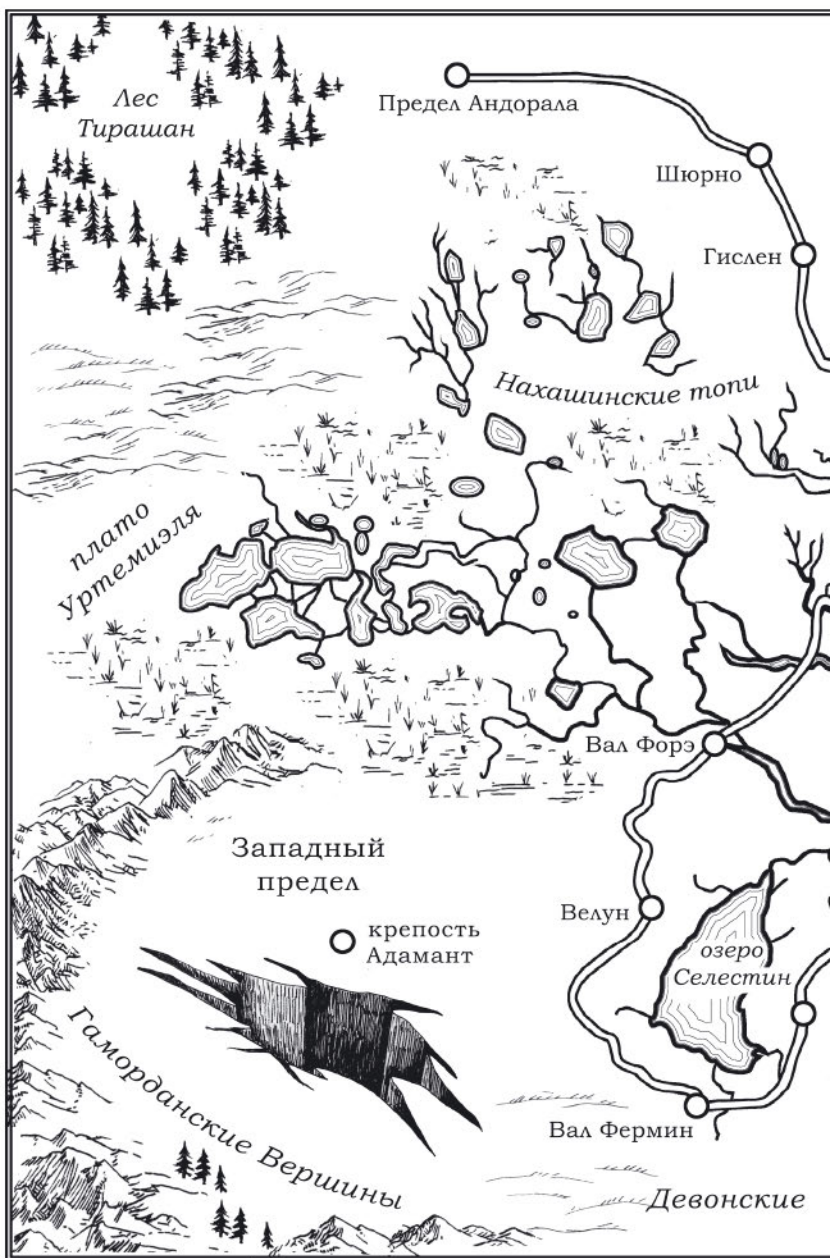 Лес
Тирашан
Предел Андорала
Шюрно
Гислен
Нахашинские топи
плато
Уртемиэля
Вал Форэ
Западный
предел
крепость
Адамант
Велун
озеро
Селестин
Гаморданские Вершины
Вал Фермин
Девонские